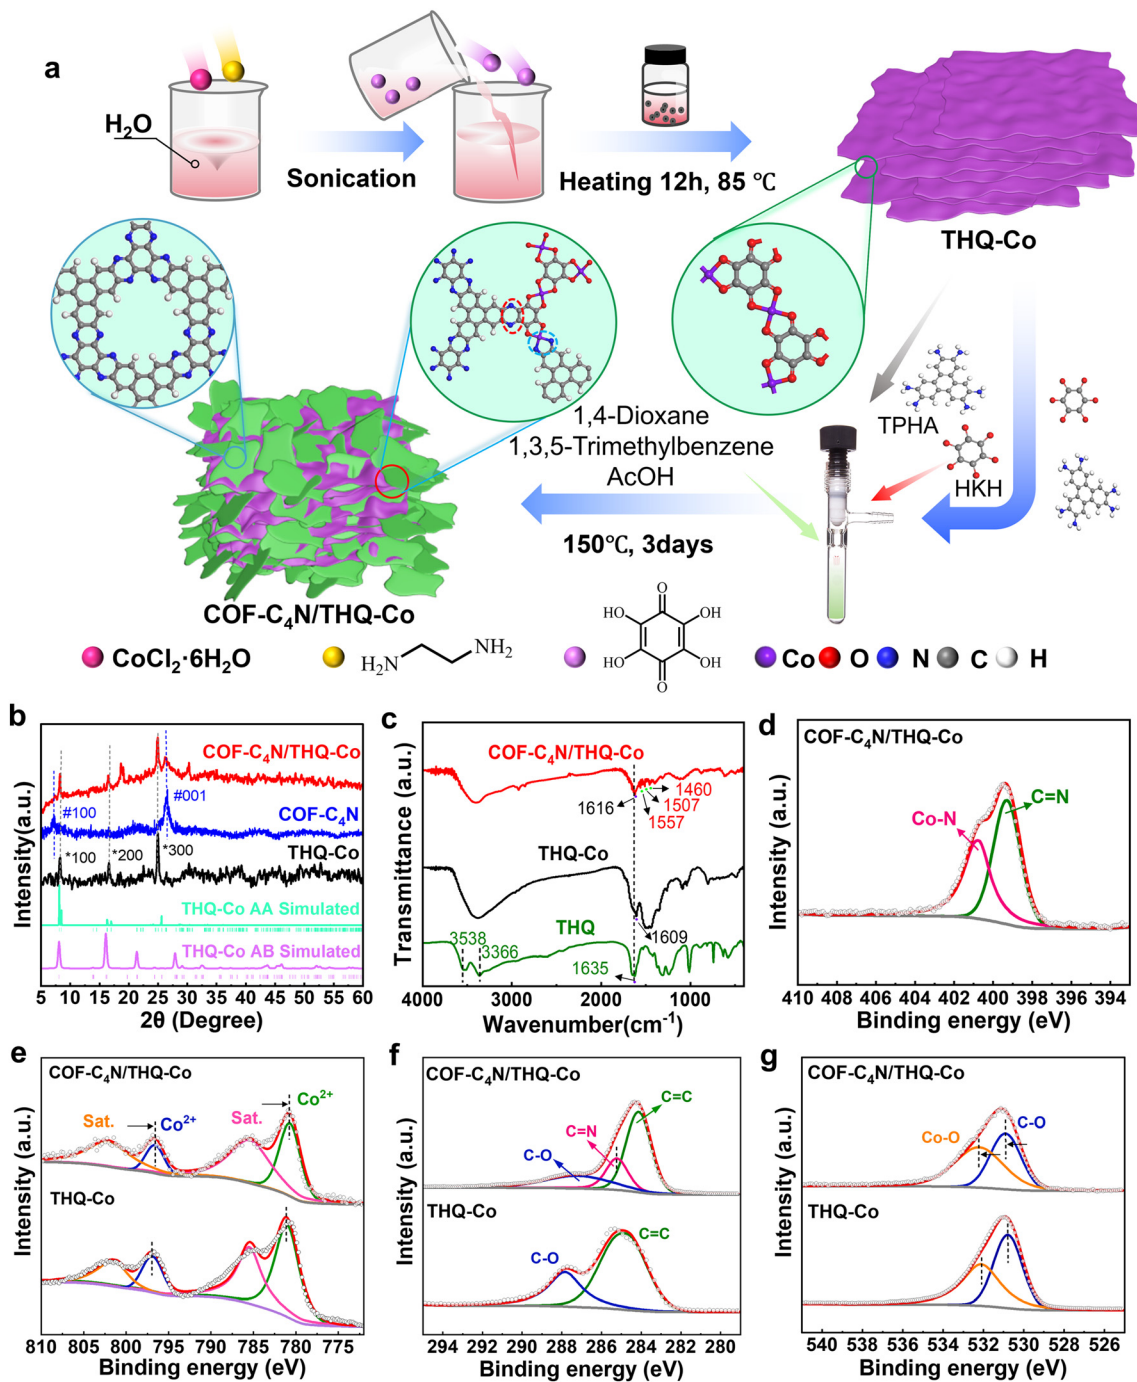 a
H₂O
Sonication
Heating 12h, 85 ℃
THQ-Co
1,4-Dioxane
1,3,5-Trimethylbenzene
AcOH
TPHA
HKH
150℃, 3days
COF-C₄N/THQ-Co
CoCl₂·6H₂O
H₂N
NH₂
O
HO
OH
HO
OH
O
Co
O
N
C
H
b
COF-C₄N/THQ-Co
#001
#100
COF-C₄N
THQ-Co
*100
*200
*300
THQ-Co AA Simulated
THQ-Co AB Simulated
Intensity(a.u.)
5 10 15 20 25 30 35 40 45 50 55 60
2θ (Degree)
c
COF-C₄N/THQ-Co
1460
1616
1507
1557
THQ-Co
1609
THQ
3538
3366
1635
Transmittance (a.u.)
4000 3000 2000 1000
Wavenumber(cm⁻¹)
d
COF-C₄N/THQ-Co
C=N
Co-N
Intensity (a.u.)
410 408 406 404 402 400 398 396 394
Binding energy (eV)
e
COF-C₄N/THQ-Co
Sat.
Co²⁺
Sat.
Co²⁺
THQ-Co
Intensity (a.u.)
810 805 800 795 790 785 780 775
Binding energy (eV)
f
COF-C₄N/THQ-Co
C=C
C=N
C-O
THQ-Co
C=C
C-O
Intensity (a.u.)
294 292 290 288 286 284 282 280
Binding energy (eV)
g
COF-C₄N/THQ-Co
C-O
Co-O
THQ-Co
Intensity (a.u.)
540 538 536 534 532 530 528 526
Binding energy (eV)